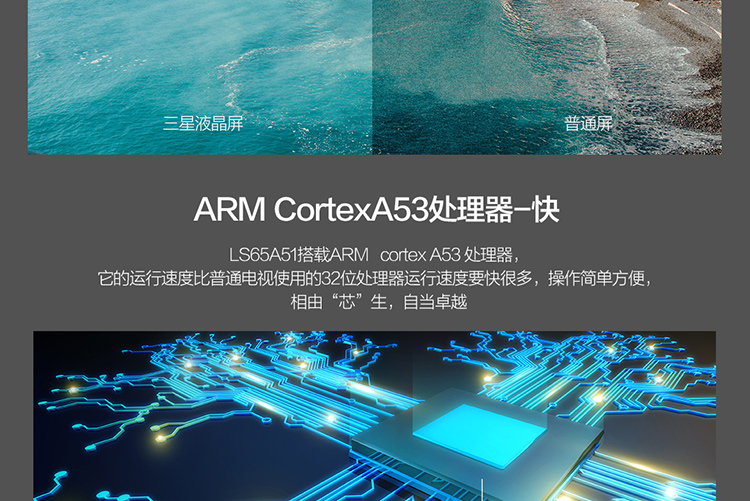 三星液晶屏
普通屏
ARM CortexA53处理器-快
LS65A51搭载ARM cortex A53 处理器，
它的运行速度比普通电视使用的32位处理器运行速度要快很多，操作简单方便，
相由“芯”生，自当卓越